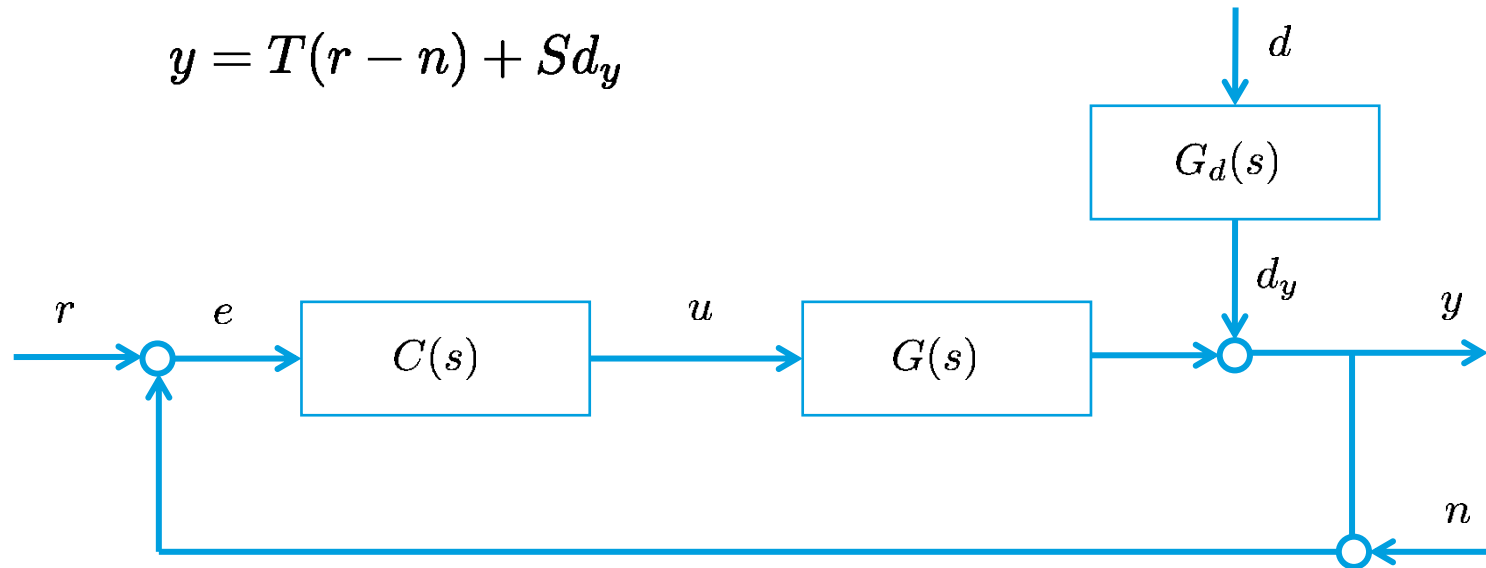 y = T(r − n) + Sd_y
d
G_d(s)
d_y
r
e
C(s)
u
G(s)
y
n